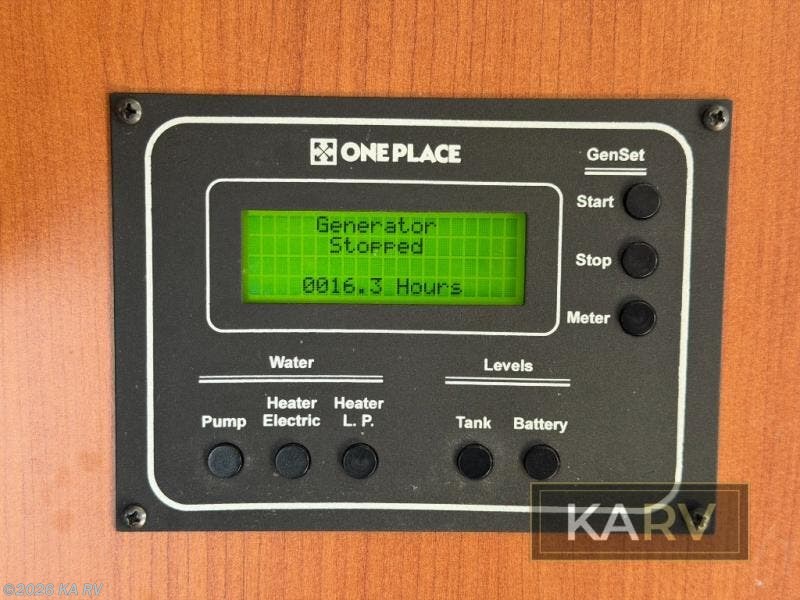 ONE PLACE
GenSet
Start
Generator
Stopped
0016.3 Hours
Stop
Meter
Water
Levels
Pump
Heater
Electric
Heater
L. P.
Tank
Battery
KARV
©2026 KA RV